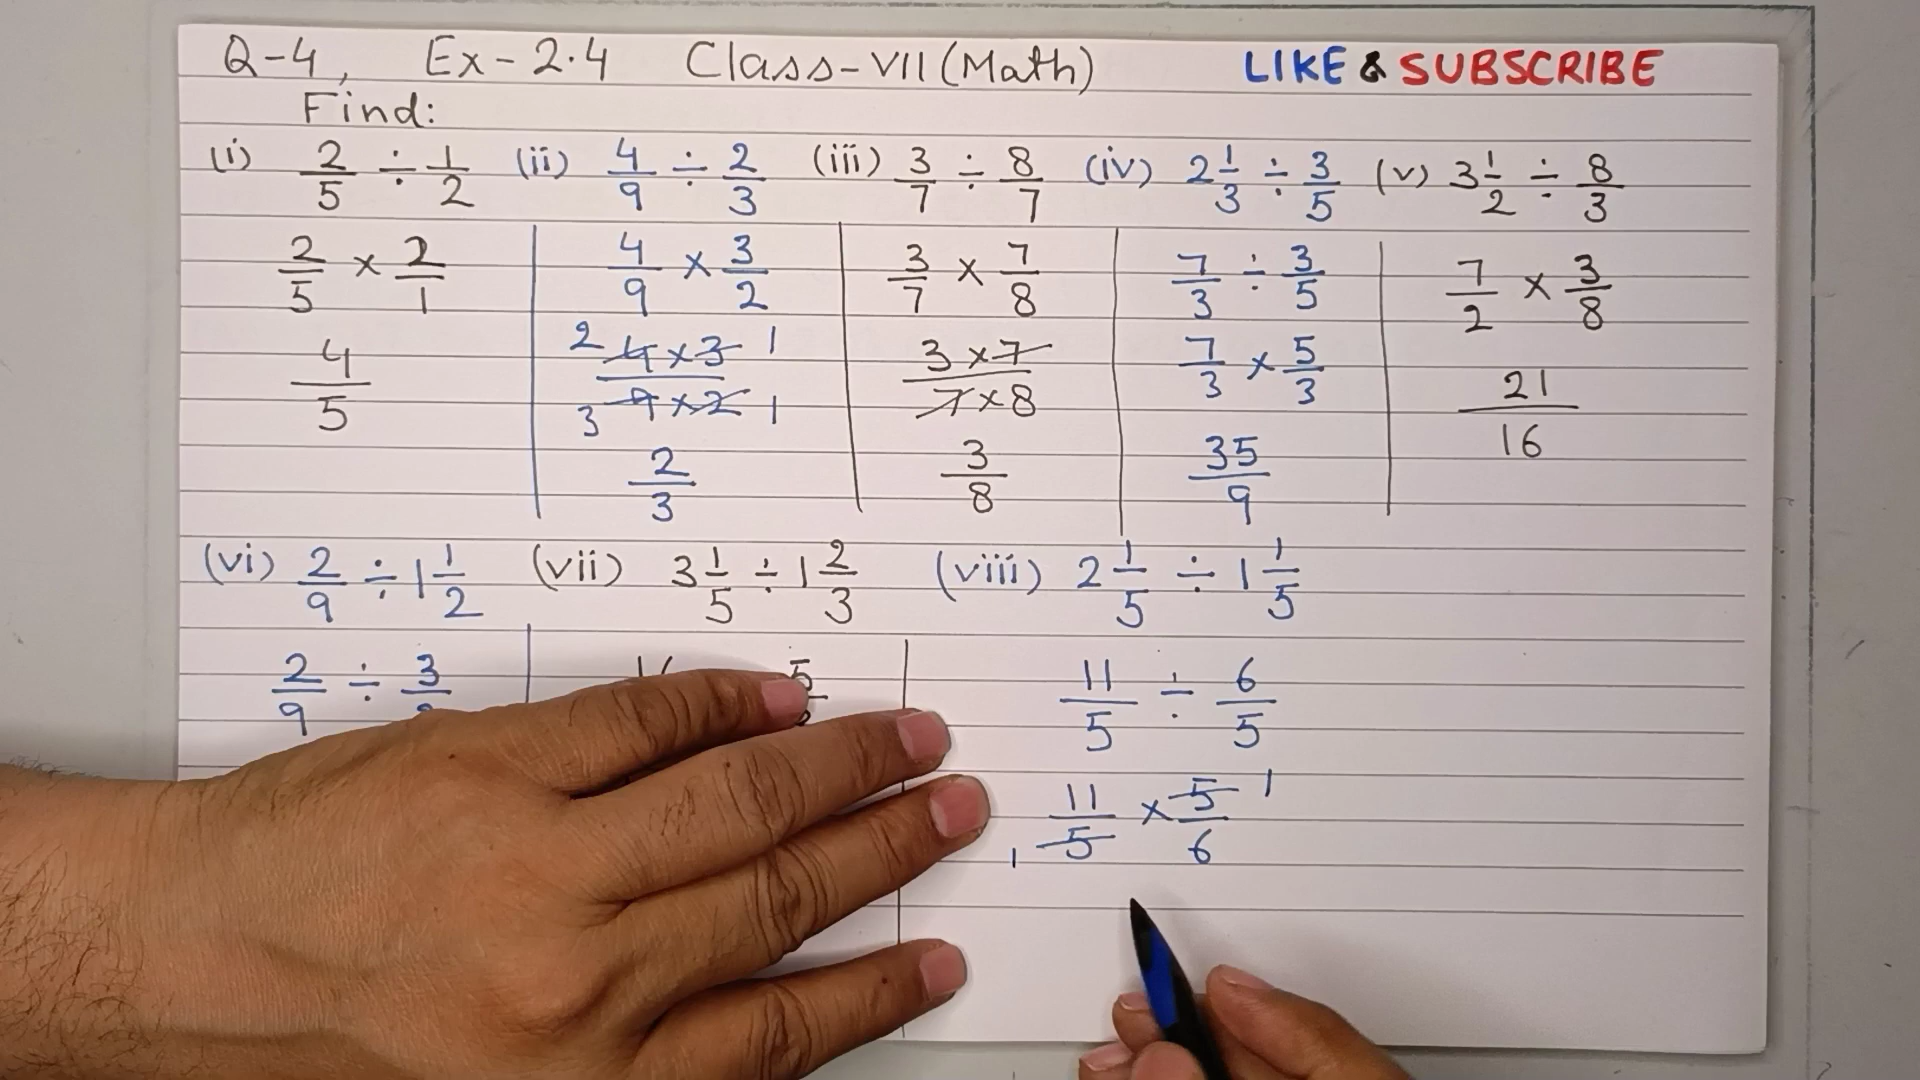 Q-4, Ex-2.4 Class-VII (Math) LIKE & SUBSCRIBE
Find:
(i) 2/5 ÷ 1/2 (ii) 4/9 ÷ 2/3 (iii) 3/7 ÷ 8/7 (iv) 2 1/3 ÷ 3/5 (v) 3 1/2 ÷ 8/3
2/5 × 2/1
4/5
4/9 × 3/2
2 4×3 1
3 9×2 1
2/3
3/7 × 7/8
3×7
7×8
3/8
7/3 ÷ 3/5
7/3 × 5/3
35/9
7/2 × 3/8
21/16
(vi) 2/9 ÷ 1 1/2 (vii) 3 1/5 ÷ 1 2/3 (viii) 2 1/5 ÷ 1 1/5
2/9 ÷ 3
5
11/5 ÷ 6/5
11/5 × 5/6 1
1